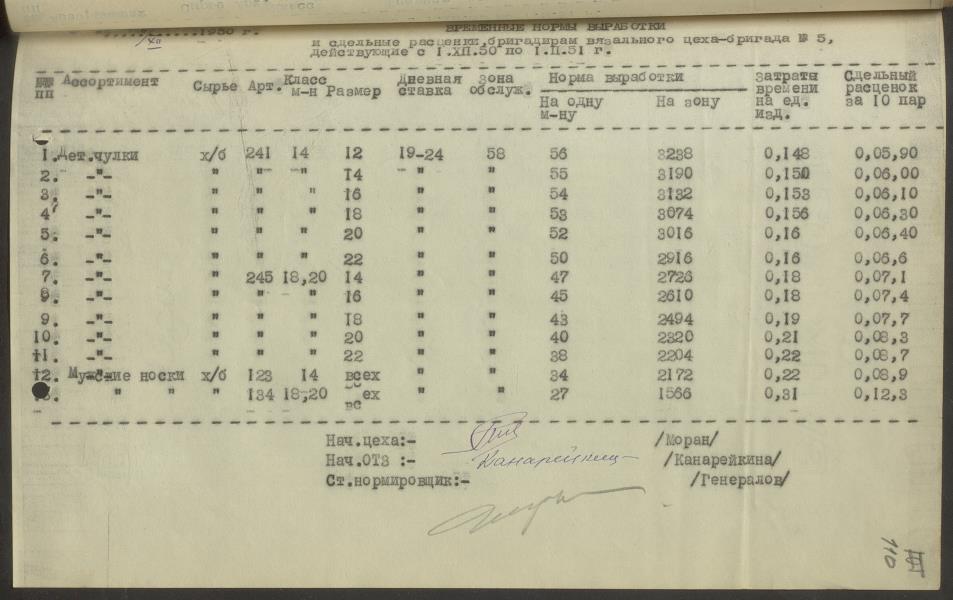 1950 г. ВРЕМЕННЫЕ НОРМЫ ВЫРАБОТКИ
/XII
и сдельные расценки, бригадирам вязального цеха-бригада № 5,
действующие с I.XП.50 по I.П.51 г.
№№ пп Ассортимент Сырье Арт. Класс м-н Размер Дневная ставка зона обслуж. Норма выработки На одну м-ну На зону затраты времени на ед. изд. Сдельный расценок за 10 пар
1. Дет.чулки х/б 241 14 12 19-24 58 56 3238 0,148 0,05,90
2. -"- " " " 14 " " 55 3190 0,150 0,06,00
3. -"- " " " 16 " " 54 3132 0,153 0,06,10
4. -"- " " " 18 " " 53 3074 0,156 0,06,30
5. -"- " " " 20 " " 52 3016 0,16 0,06,40
6. -"- " " " 22 " " 50 2916 0,16 0,06,6
7. -"- " 245 18,20 14 " " 47 2726 0,18 0,07,1
8. -"- " " " 16 " " 45 2610 0,18 0,07,4
9. -"- " " " 18 " " 43 2494 0,19 0,07,7
10. -"- " " " 20 " " 40 2320 0,21 0,08,3
11. -"- " " " 22 " " 38 2204 0,22 0,08,7
12. Мужские носки х/б 123 14 всех " " 34 2172 0,22 0,08,9
3. " " " 134 18,20 всех " " 27 1566 0,31 0,12,3
Нач.цеха:- /Моран/
Нач.ОТЗ :- Канарейкина /Канарейкина/
Ст.нормировщик:- /Генералов/
110
III